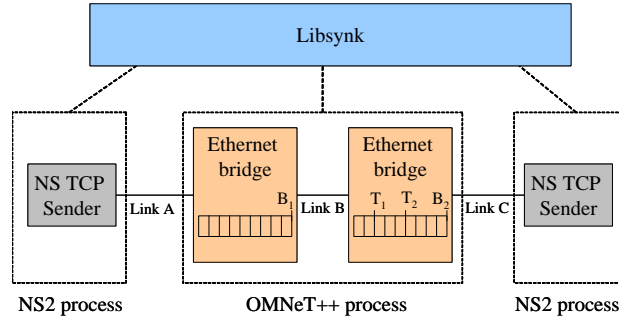 Libsynk
Ethernet
bridge
Ethernet
bridge
NS TCP
Sender
NS TCP
Sender
B1
T1 T2 B2
Link A
Link B
Link C
NS2 process
OMNeT++ process
NS2 process